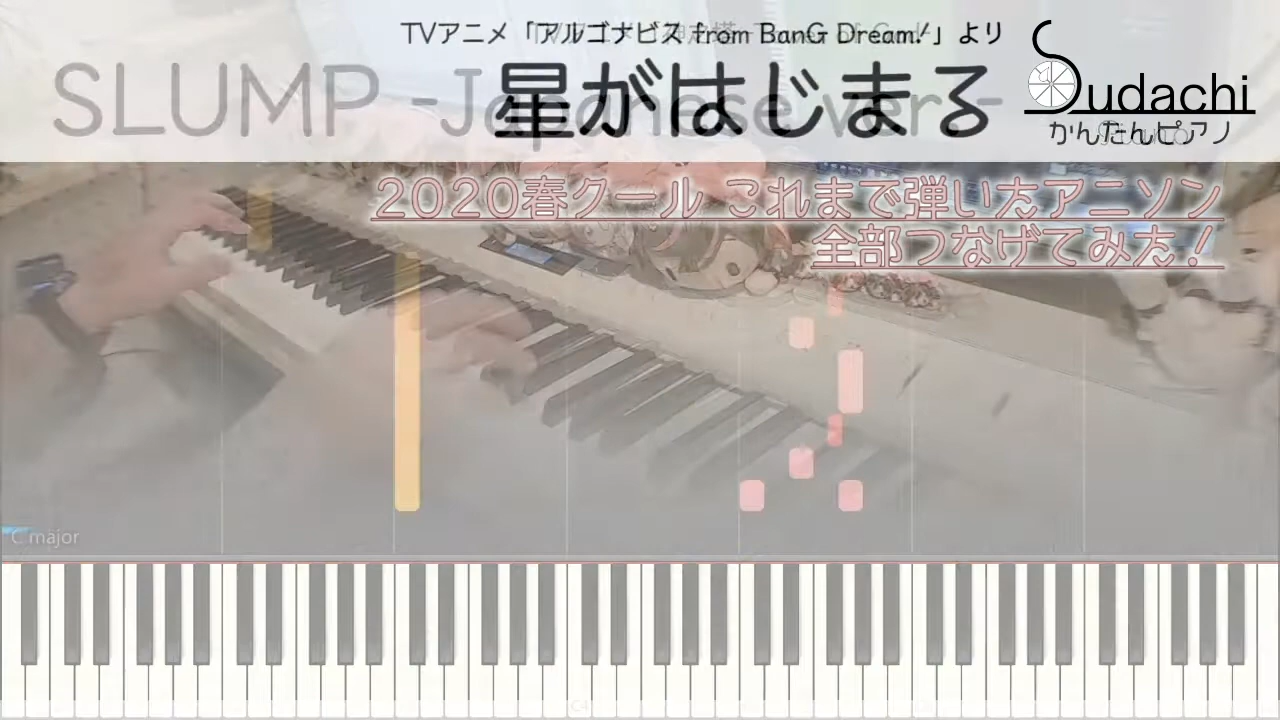 TVアニメ「アルゴナビス from BanG Dream!」より
SLUMP -Japanese ver.-
星がはじまる
Sudachi
かんたんピアノ
2020春クール これまで弾いたアニソン
全部つなげてみた！
C major
C4